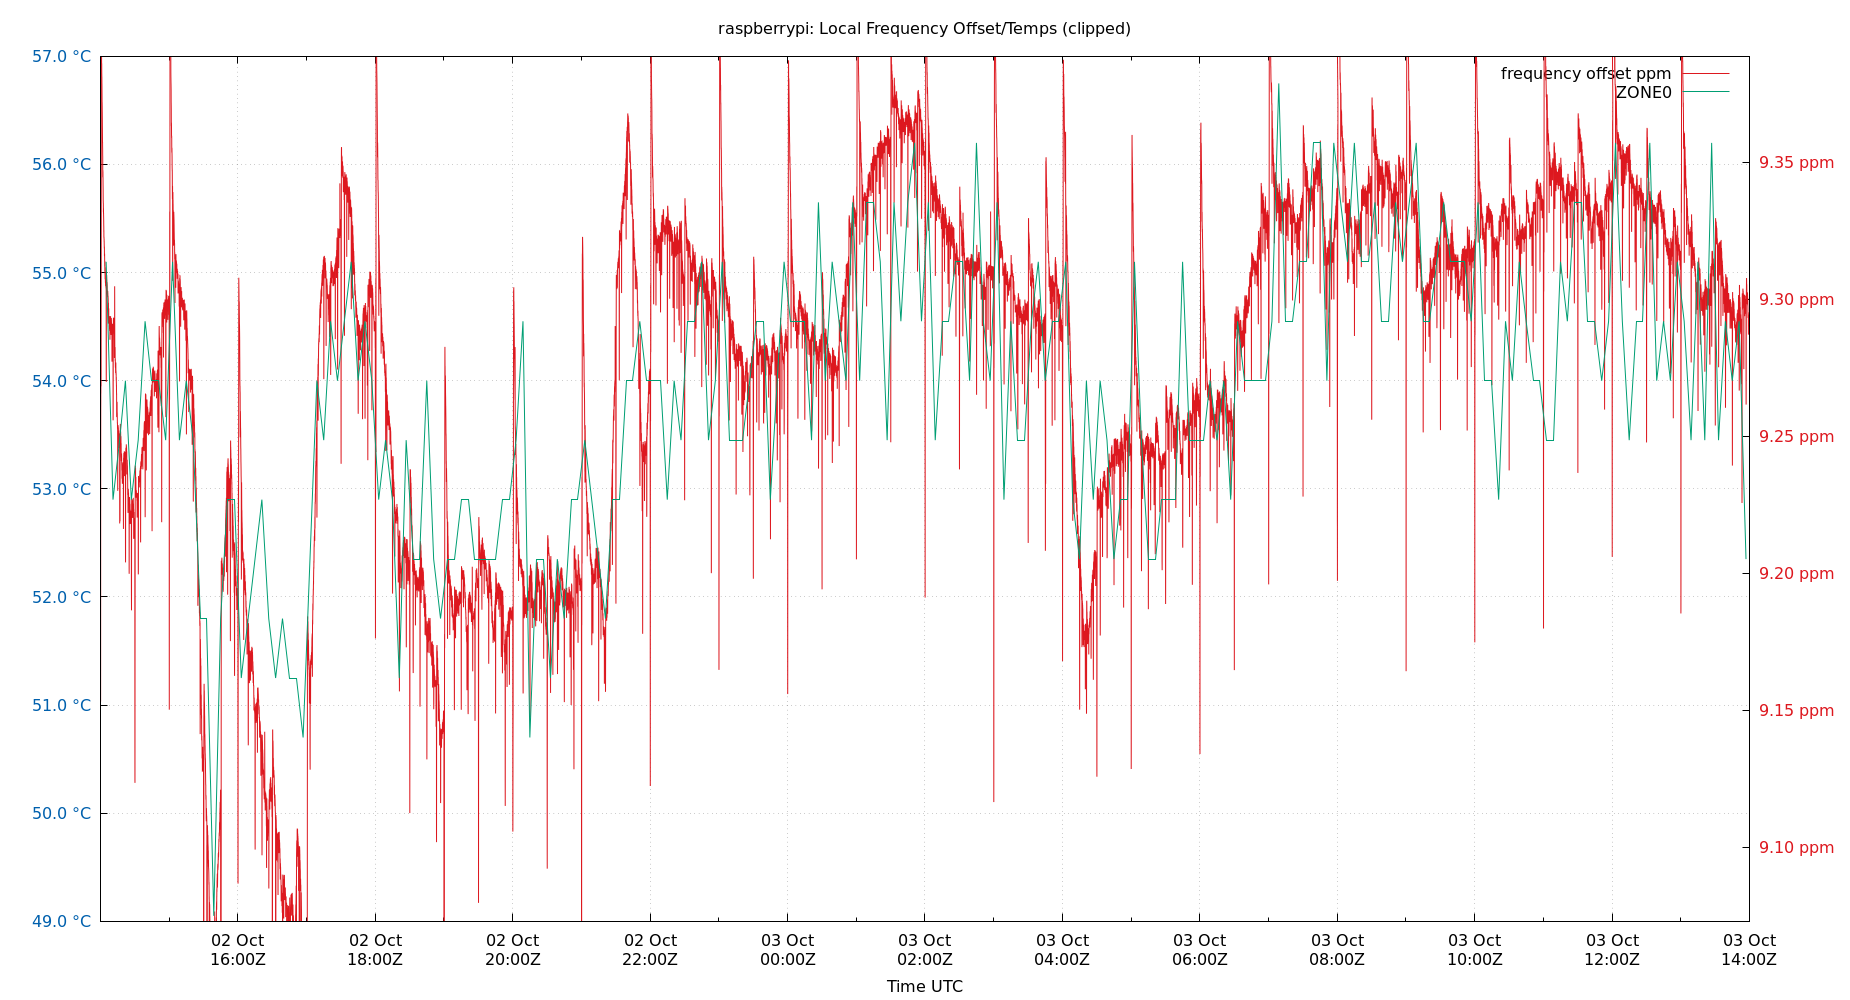 raspberrypi: Local Frequency Offset/Temps (clipped)
57.0 °C
56.0 °C
55.0 °C
54.0 °C
53.0 °C
52.0 °C
51.0 °C
50.0 °C
49.0 °C
frequency offset ppm
ZONE0
9.35 ppm
9.30 ppm
9.25 ppm
9.20 ppm
9.15 ppm
9.10 ppm
02 Oct 02 Oct 02 Oct 02 Oct 03 Oct 03 Oct 03 Oct 03 Oct 03 Oct 03 Oct 03 Oct 03 Oct
16:00Z 18:00Z 20:00Z 22:00Z 00:00Z 02:00Z 04:00Z 06:00Z 08:00Z 10:00Z 12:00Z 14:00Z
Time UTC